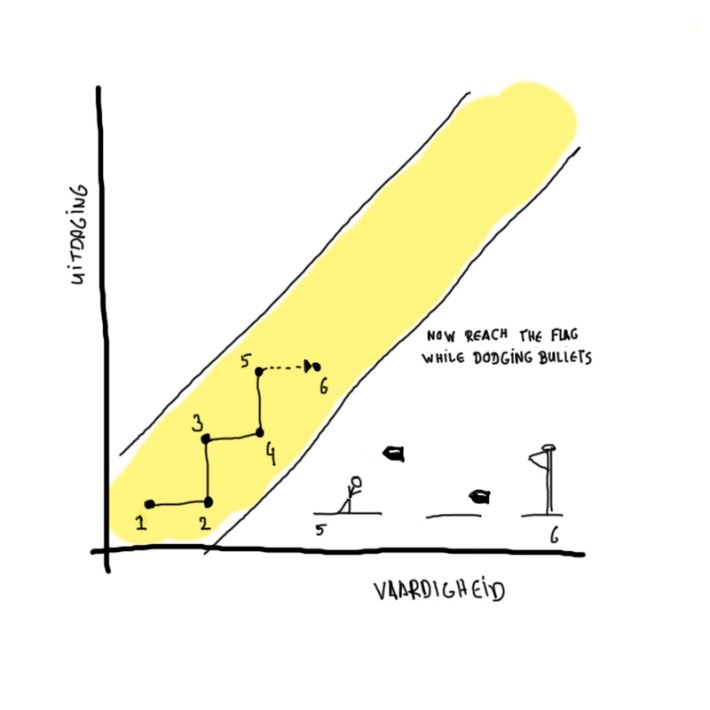 UITDAGING
NOW REACH THE FLAG
WHILE DODGING BULLETS
5
6
3
4
1
2
5
6
VAARDIGHEID